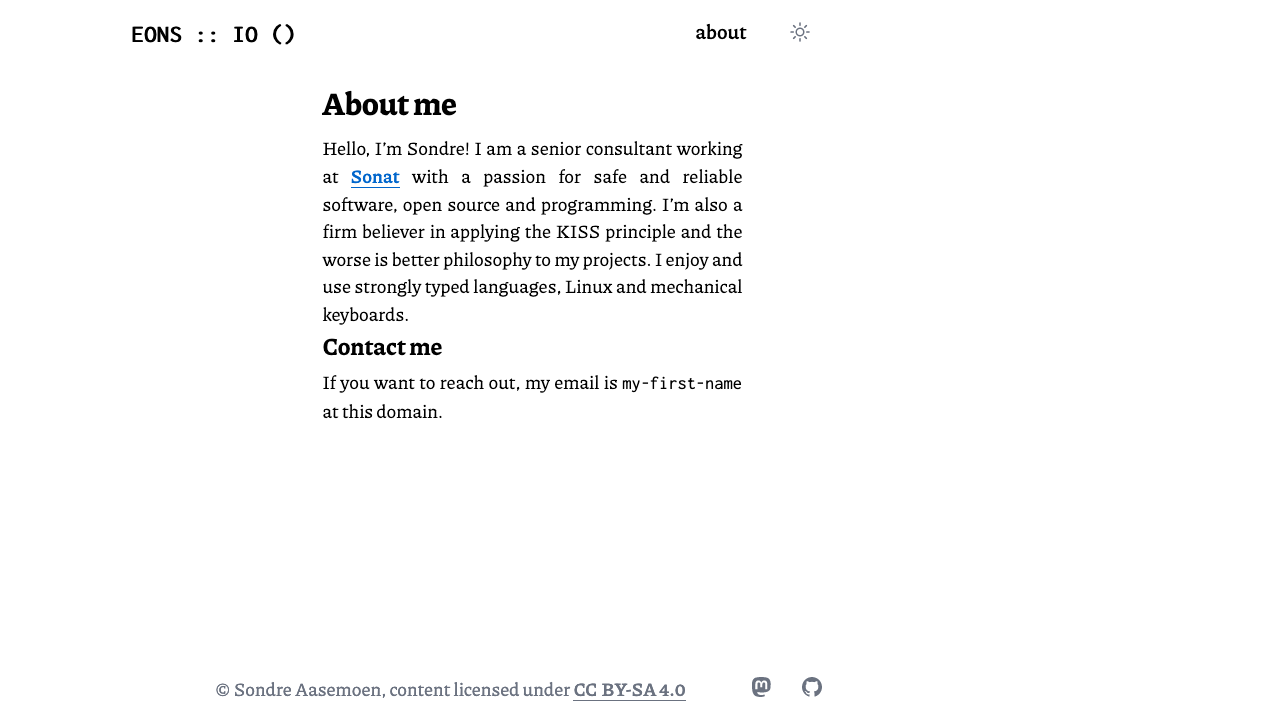 EONS :: IO ()
about
About me
Hello, I’m Sondre! I am a senior consultant working
at Sonat with a passion for safe and reliable
software, open source and programming. I’m also a
firm believer in applying the KISS principle and the
worse is better philosophy to my projects. I enjoy and
use strongly typed languages, Linux and mechanical
keyboards.
Contact me
If you want to reach out, my email is my-first-name
at this domain.
© Sondre Aasemoen, content licensed under CC BY-SA 4.0